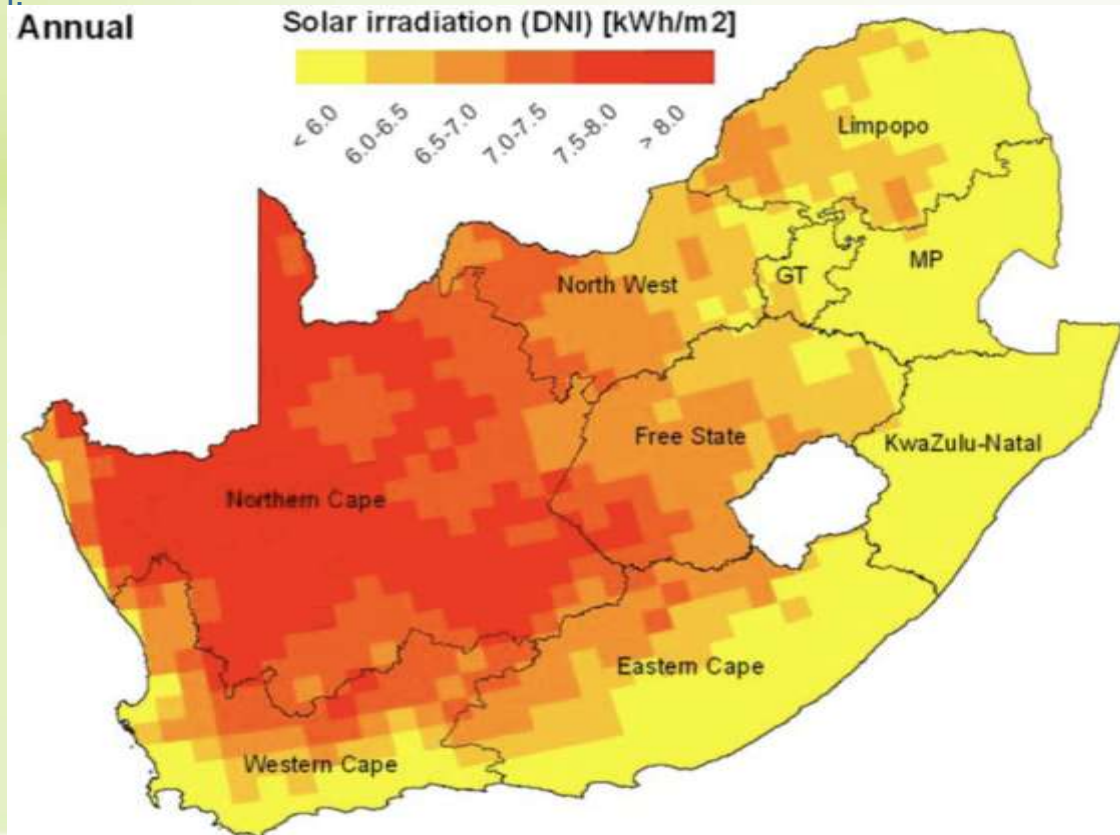 Annual
Solar irradiation (DNI) [kWh/m2]
< 6.0
6.0-6.5
6.5-7.0
7.0-7.5
7.5-8.0
> 8.0
Limpopo
North West
GT
MP
Free State
KwaZulu-Natal
Northern Cape
Eastern Cape
Western Cape